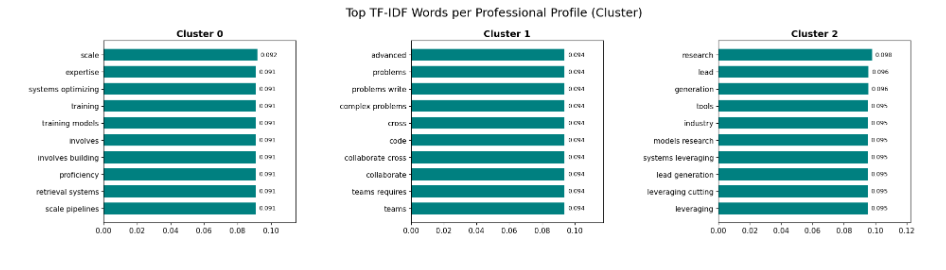 Top TF-IDF Words per Professional Profile (Cluster)
Cluster 0
scale 0.092
expertise 0.091
systems optimizing 0.091
training 0.091
training models 0.091
involves 0.091
involves building 0.091
proficiency 0.091
retrieval systems 0.091
scale pipelines 0.091
0.00 0.02 0.04 0.06 0.08 0.10
Cluster 1
advanced 0.094
problems 0.094
problems write 0.094
complex problems 0.094
cross 0.094
code 0.094
collaborate cross 0.094
collaborate 0.094
teams requires 0.094
teams 0.094
0.00 0.02 0.04 0.06 0.08 0.10
Cluster 2
research 0.098
lead 0.096
generation 0.096
tools 0.095
industry 0.095
models research 0.095
systems leveraging 0.095
lead generation 0.095
leveraging cutting 0.095
leveraging 0.095
0.00 0.02 0.04 0.06 0.08 0.10 0.12